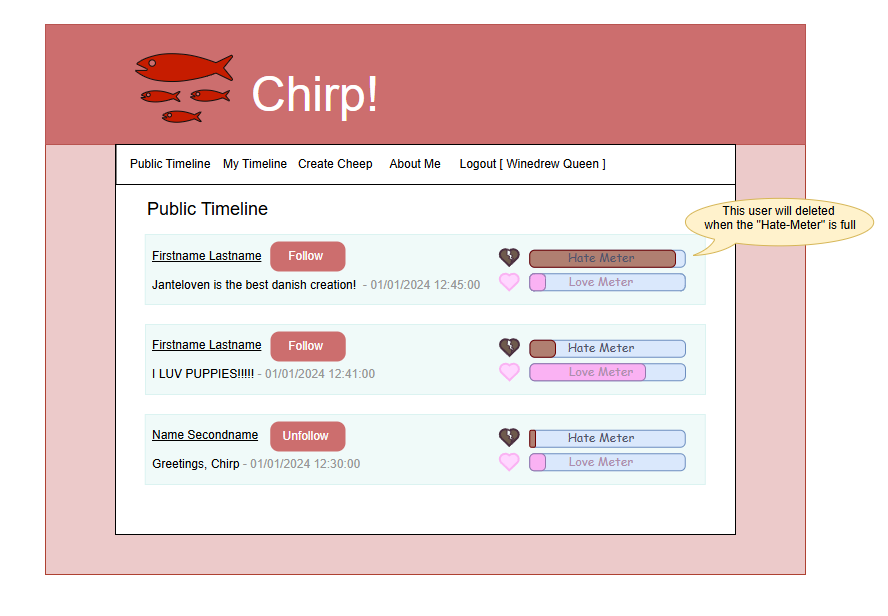 Chirp!
Public Timeline My Timeline Create Cheep About Me Logout [ Winedrew Queen ]
Public Timeline
This user will deleted
when the "Hate-Meter" is full
Firstname Lastname Follow Hate Meter
Janteloven is the best danish creation! - 01/01/2024 12:45:00 Love Meter
Firstname Lastname Follow Hate Meter
I LUV PUPPIES!!!!! - 01/01/2024 12:41:00 Love Meter
Name Secondname Unfollow Hate Meter
Greetings, Chirp - 01/01/2024 12:30:00 Love Meter